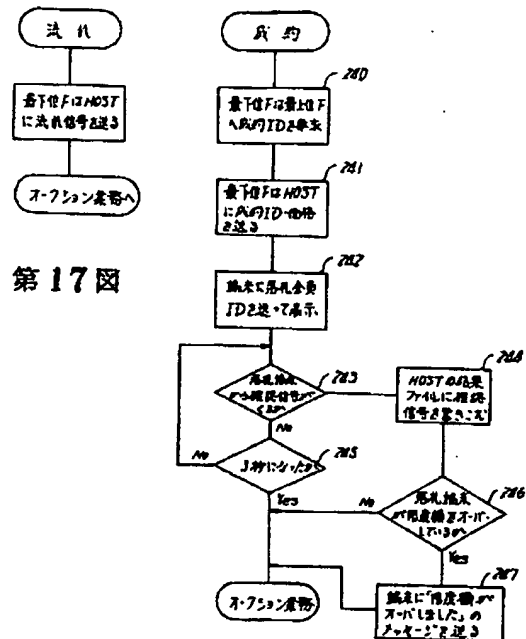 流れ
最下位FはHOST
に流れ信号を送る
オークション業務へ
第17図
成約
280
最下位Fは最上位F
へ成約IDを要求
281
最下位FはHOST
に成約ID・価格
を送る
282
端末に落札会員
IDを送って表示
283
落札端末
から確認信号が
くるか
No
284
HOSTの結果
ファイルに確認
信号を書きこむ
285
3秒になったか
No
Yes
286
落札端末
が限度額をオーバー
しているか
No
Yes
287
端末に「限度額が
オーバしました」の
メッセージを送る
オークション業務へ